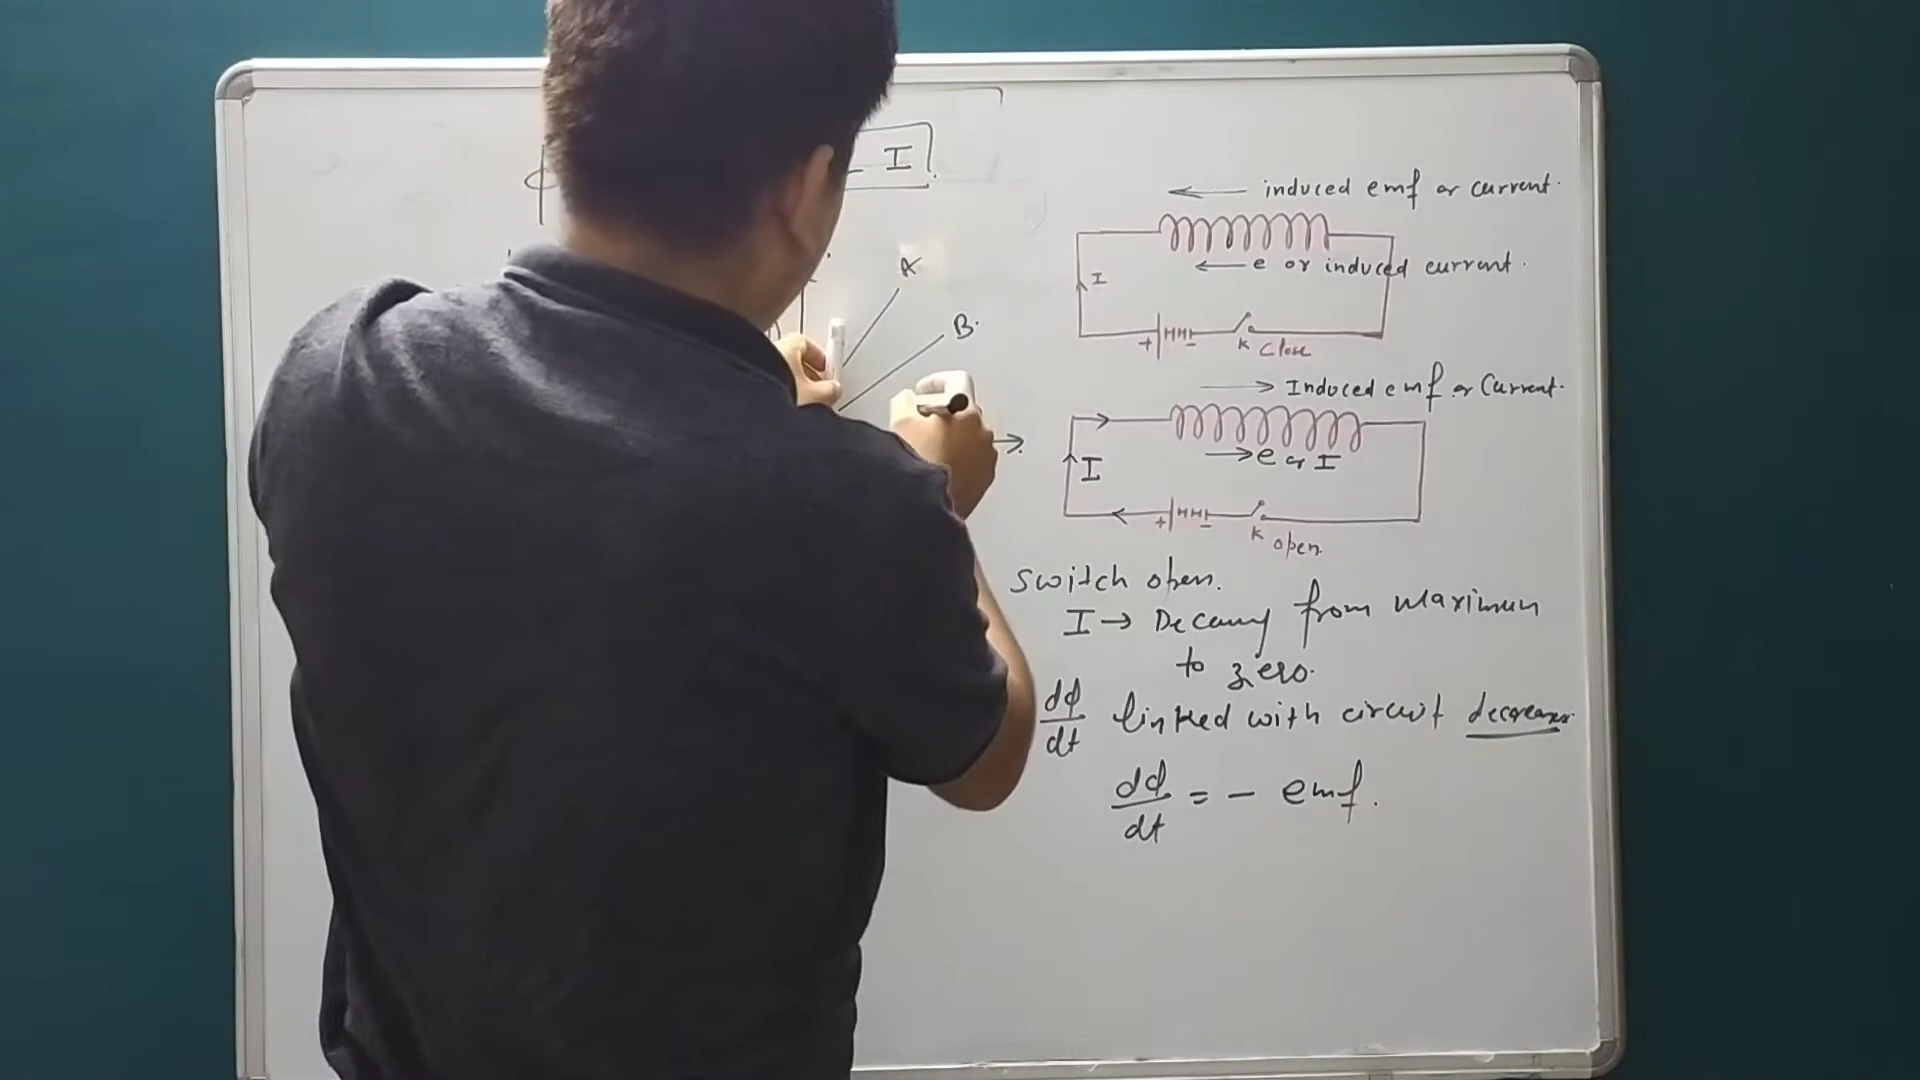 I
A
B.
← induced emf or current.
← e or induced current.
I
+ -
K Close
→ Induced emf or Current.
→ e or I
I
+ -
K open.
Switch open.
I → Decamy from maximum
to zero.
dφ/dt linked with circuit decreases
dφ/dt = - emf.